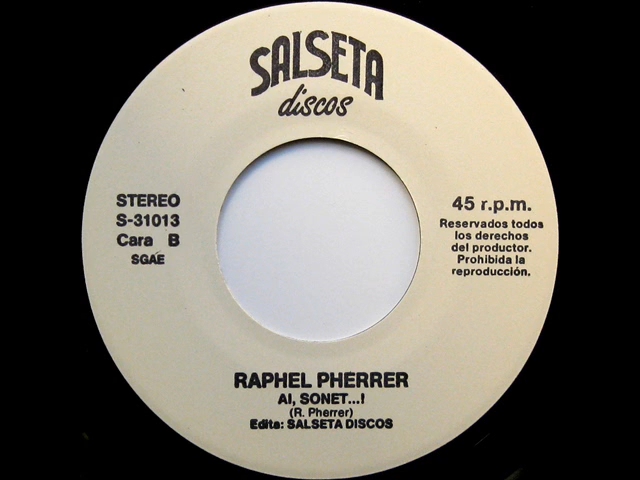 SALSETA
discos
STEREO
S-31013
Cara B
SGAE
45 r.p.m.
Reservados todos
los derechos
del productor.
Prohibida la
reproducción.
RAPHEL PHERRER
AI, SONET...!
(R. Pherrer)
Edita: SALSETA DISCOS